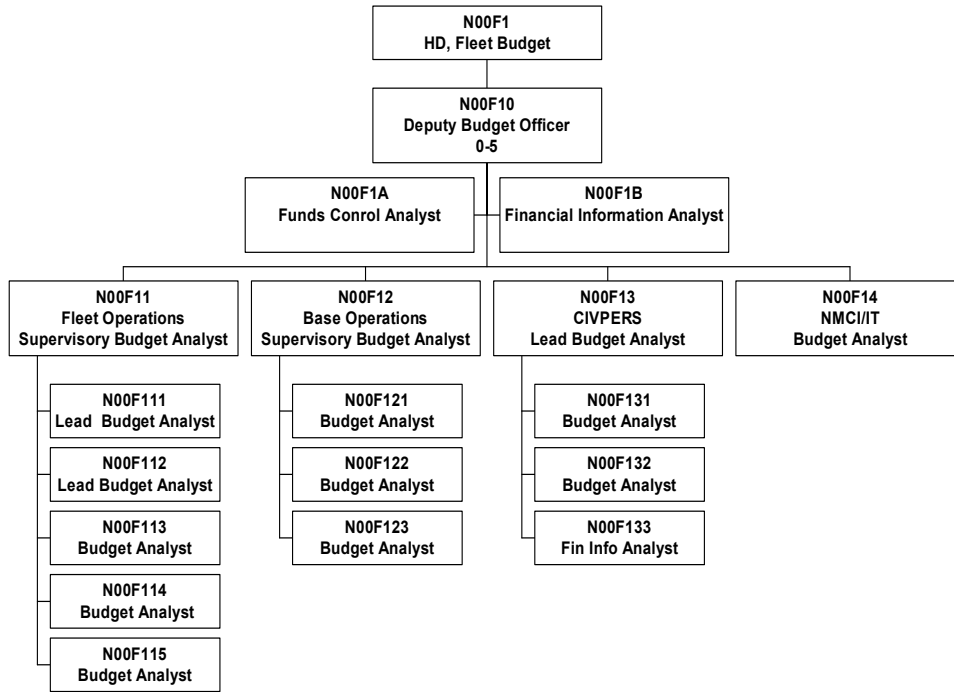 N00F1
HD, Fleet Budget
N00F10
Deputy Budget Officer
0-5
N00F1A
Funds Conrol Analyst
N00F1B
Financial Information Analyst
N00F11
Fleet Operations
Supervisory Budget Analyst
N00F12
Base Operations
Supervisory Budget Analyst
N00F13
CIVPERS
Lead Budget Analyst
N00F14
NMCI/IT
Budget Analyst
N00F111
Lead Budget Analyst
N00F112
Lead Budget Analyst
N00F113
Budget Analyst
N00F114
Budget Analyst
N00F115
Budget Analyst
N00F121
Budget Analyst
N00F122
Budget Analyst
N00F123
Budget Analyst
N00F131
Budget Analyst
N00F132
Budget Analyst
N00F133
Fin Info Analyst